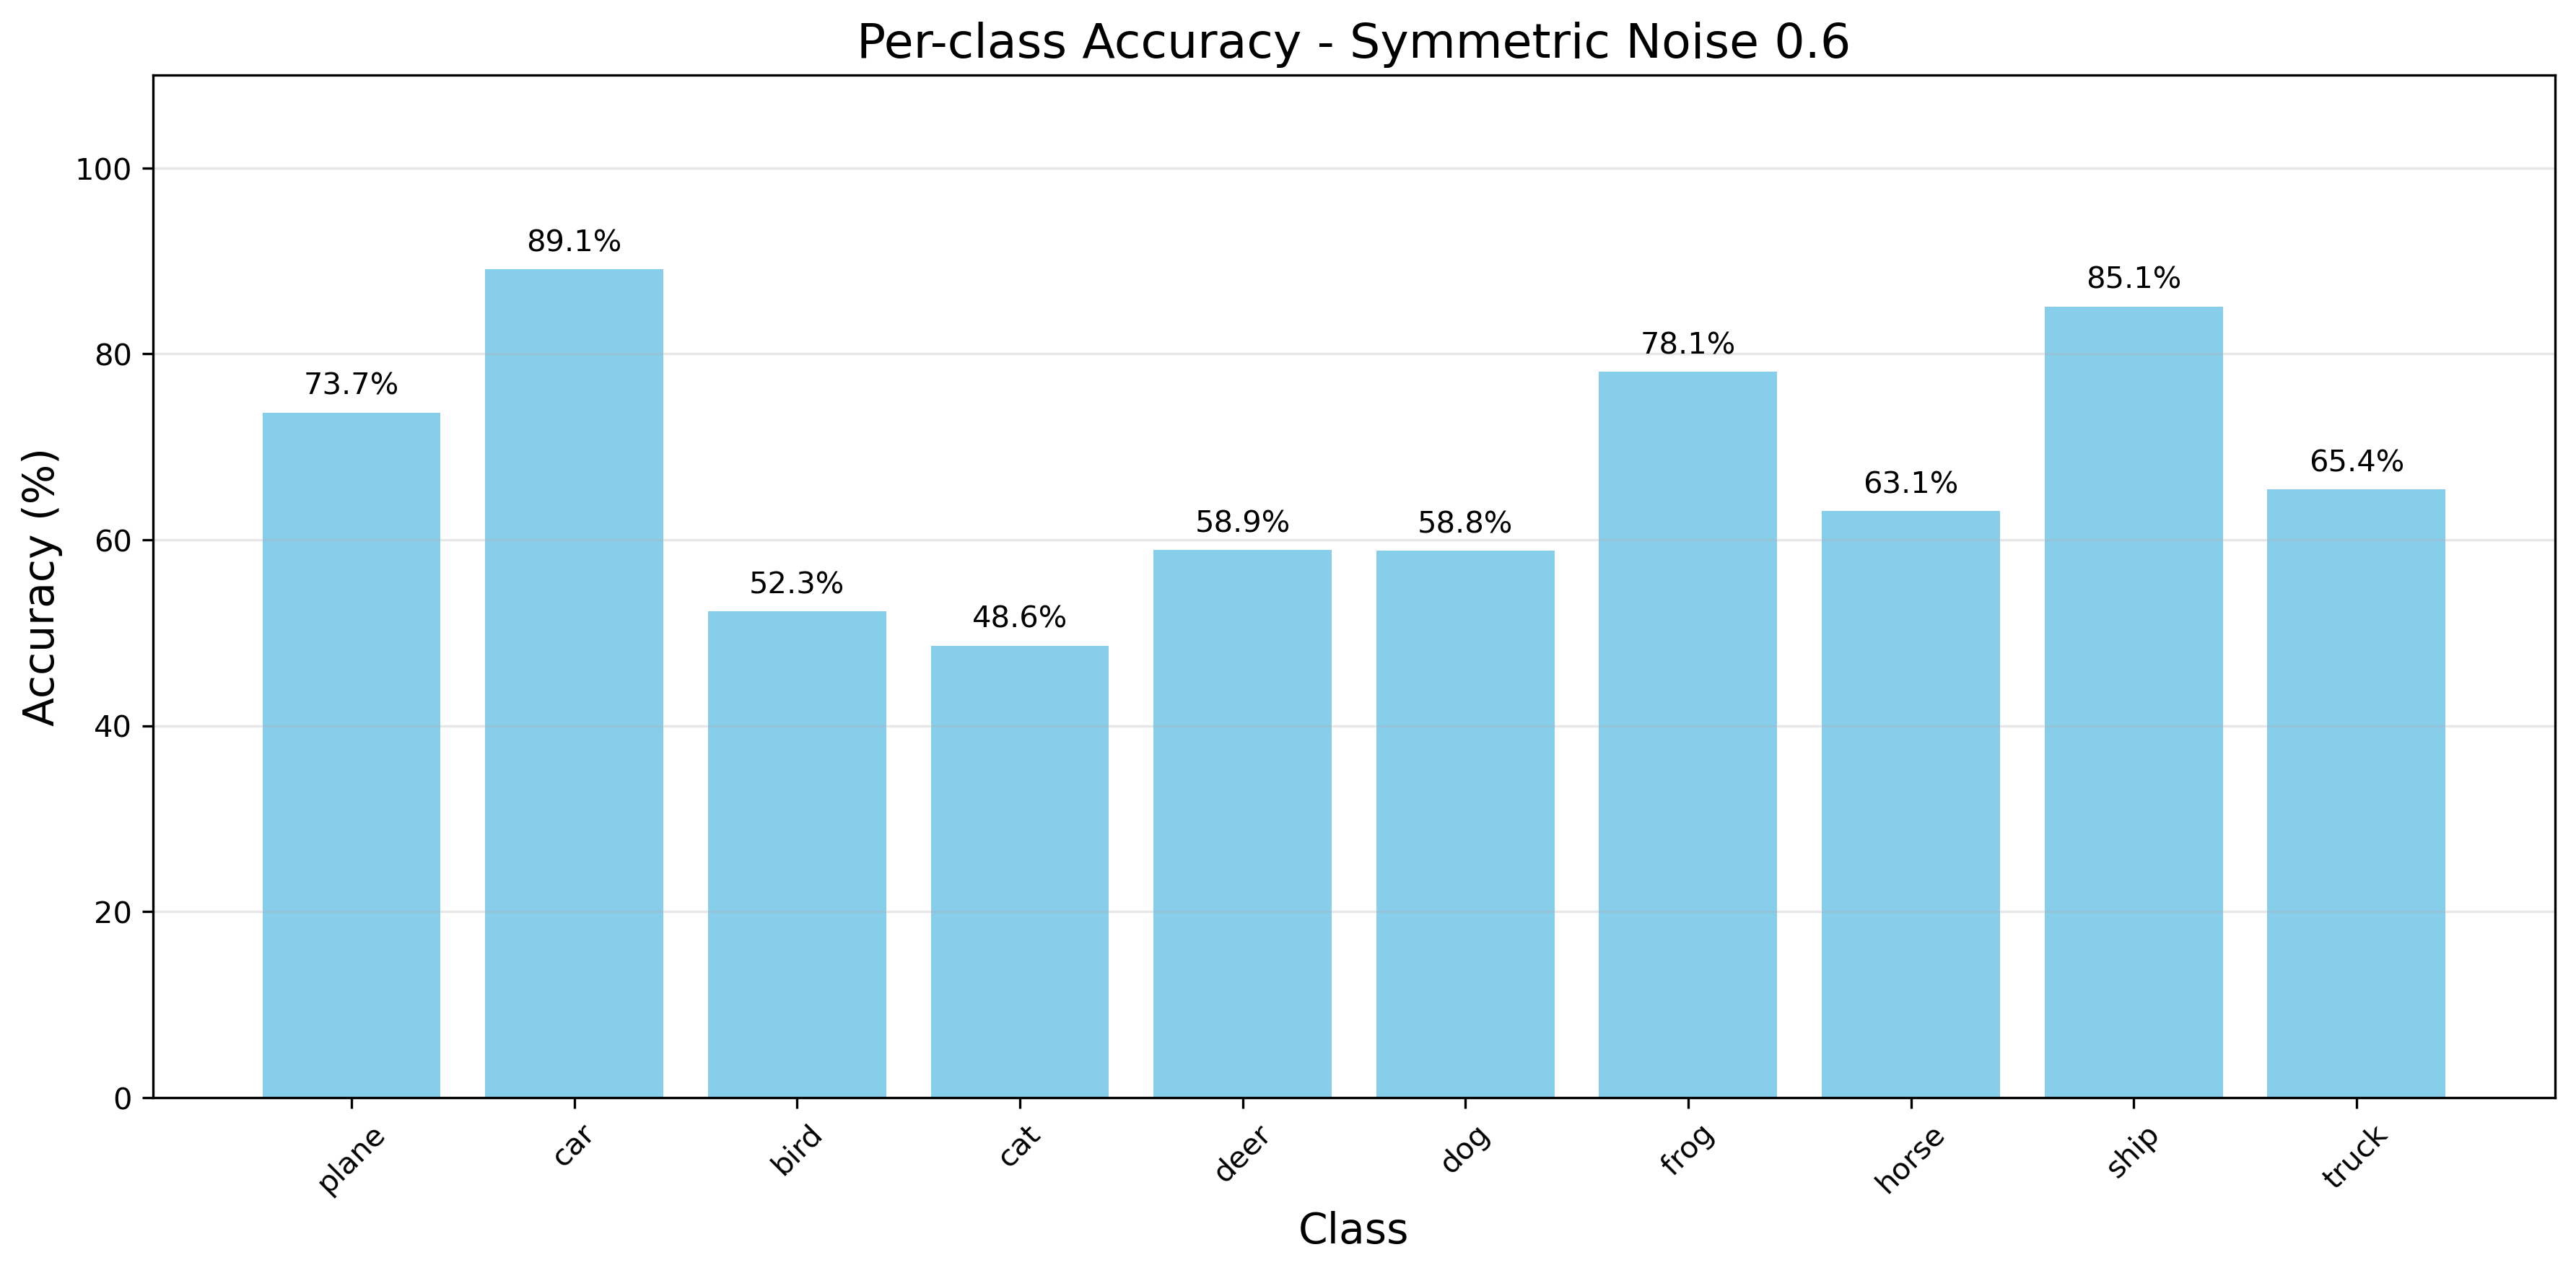 Per-class Accuracy - Symmetric Noise 0.6
Accuracy (%)
100
80
60
40
20
0
73.7%
89.1%
52.3%
48.6%
58.9%
58.8%
78.1%
63.1%
85.1%
65.4%
plane
car
bird
cat
deer
dog
frog
horse
ship
truck
Class